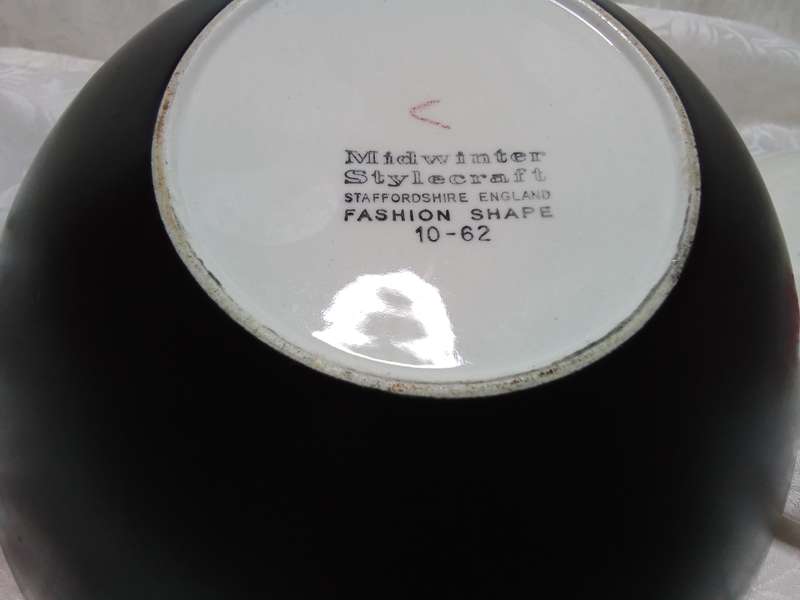 Midwinter
Stylecraft
STAFFORDSHIRE ENGLAND
FASHION SHAPE
10-62